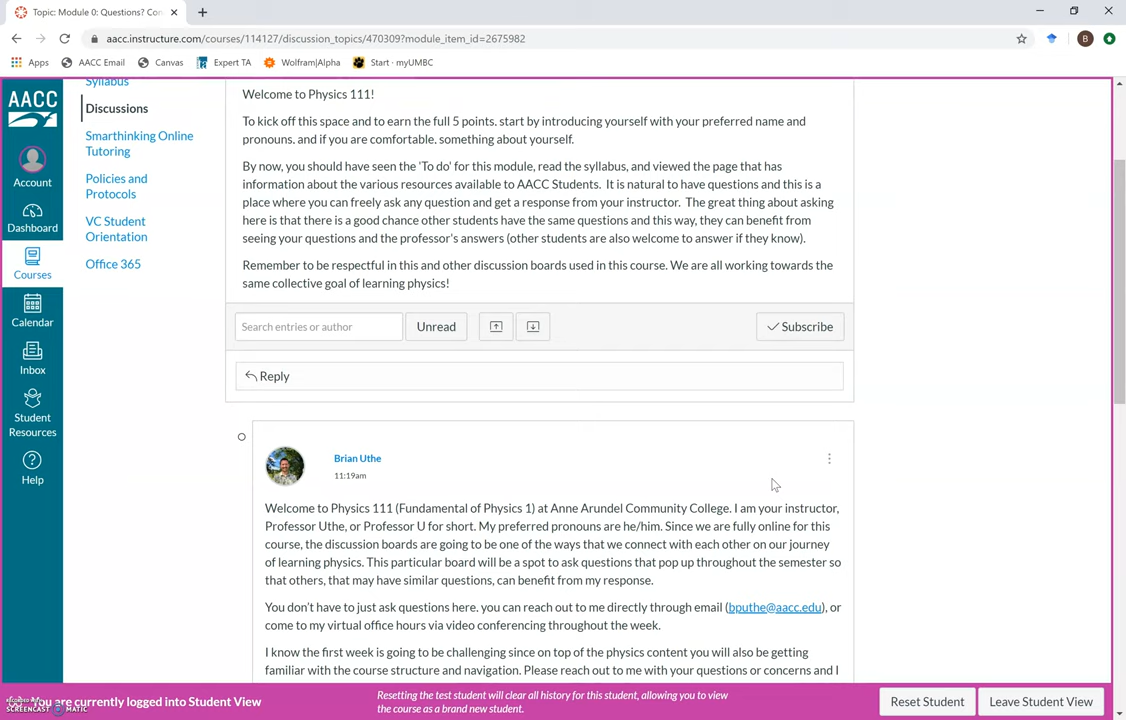 Topic: Module 0: Questions? Con
aacc.instructure.com/courses/114127/discussion_topics/470309?module_item_id=2675982
B
Apps
AACC Email
Canvas
Expert TA
Wolfram|Alpha
Start · myUMBC
AACC
Account
Dashboard
Courses
Calendar
Inbox
Student
Resources
Help
Syllabus
Discussions
Smarthinking Online
Tutoring
Policies and
Protocols
VC Student
Orientation
Office 365
Welcome to Physics 111!
To kick off this space and to earn the full 5 points. start by introducing yourself with your preferred name and
pronouns. and if you are comfortable. something about yourself.
By now, you should have seen the 'To do' for this module, read the syllabus, and viewed the page that has
information about the various resources available to AACC Students. It is natural to have questions and this is a
place where you can freely ask any question and get a response from your instructor. The great thing about asking
here is that there is a good chance other students have the same questions and this way, they can benefit from
seeing your questions and the professor's answers (other students are also welcome to answer if they know).
Remember to be respectful in this and other discussion boards used in this course. We are all working towards the
same collective goal of learning physics!
Search entries or author
Unread
Subscribe
Reply
Brian Uthe
11:19am
Welcome to Physics 111 (Fundamental of Physics 1) at Anne Arundel Community College. I am your instructor,
Professor Uthe, or Professor U for short. My preferred pronouns are he/him. Since we are fully online for this
course, the discussion boards are going to be one of the ways that we connect with each other on our journey
of learning physics. This particular board will be a spot to ask questions that pop up throughout the semester so
that others, that may have similar questions, can benefit from my response.
You don't have to just ask questions here. you can reach out to me directly through email (bputhe@aacc.edu), or
come to my virtual office hours via video conferencing throughout the week.
I know the first week is going to be challenging since on top of the physics content you will also be getting
familiar with the course structure and navigation. Please reach out to me with your questions or concerns and I
You are currently logged into Student View
SCREENCAST MATIC
Resetting the test student will clear all history for this student, allowing you to view
the course as a brand new student.
Reset Student
Leave Student View